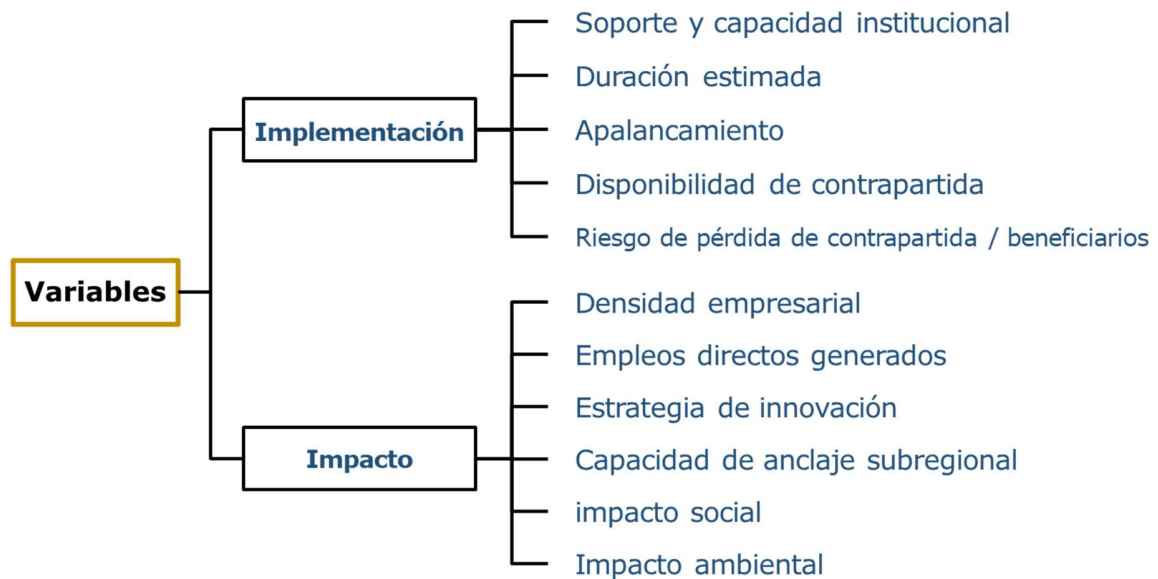 Variables
Implementación
Soporte y capacidad institucional
Duración estimada
Apalancamiento
Disponibilidad de contrapartida
Riesgo de pérdida de contrapartida / beneficiarios
Impacto
Densidad empresarial
Empleos directos generados
Estrategia de innovación
Capacidad de anclaje subregional
impacto social
Impacto ambiental